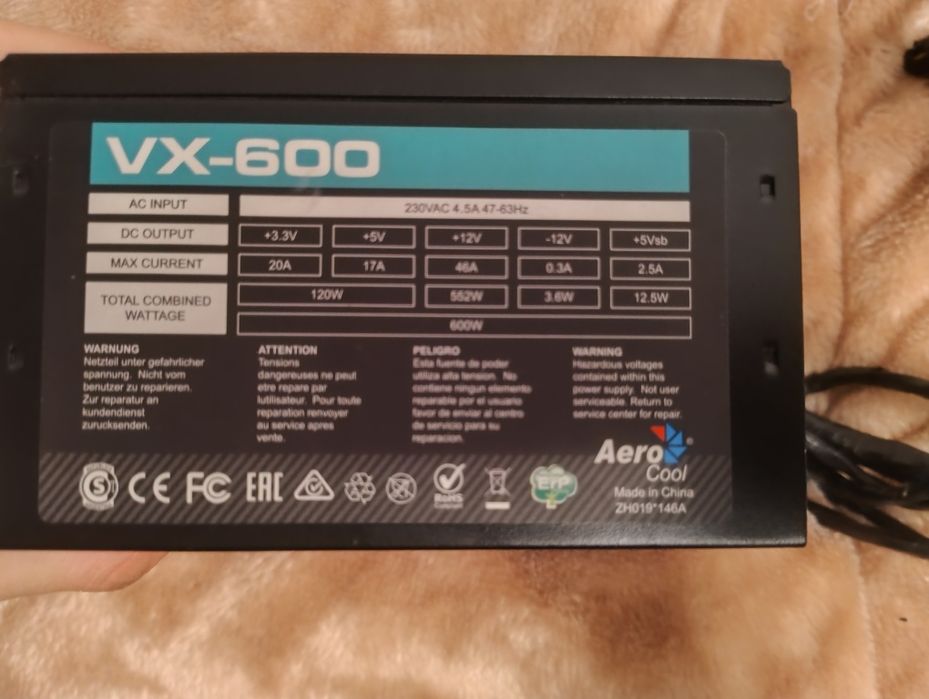 VX-600
AC INPUT 230VAC 4.5A 47-63Hz
DC OUTPUT +3.3V +5V +12V -12V +5Vsb
MAX CURRENT 20A 17A 46A 0.3A 2.5A
TOTAL COMBINED 120W 552W 3.6W 12.5W
WATTAGE 600W
WARNUNG
Netzteil unter gefahrlicher
spannung. Nicht vom
benutzer zu reparieren.
Zur reparatur an
kundendienst
zurucksenden.
ATTENTION
Tensions
dangereuses ne peut
etre repare par
lutilisateur. Pour toute
reparation renvoyer
au service apres
vente.
PELIGRO
Esta fuente de poder
utiliza alta tension. No
contiene ningun elemento
reparable por el usuario
favor de enviar al centro
de servicio para su
reparacion.
WARNING
Hazardous voltages
contained within this
power supply. Not user
serviceable. Return to
service center for repair.
Aero
Cool
S CE FC EAC RoHS ErP
Made in China
ZH019*146A